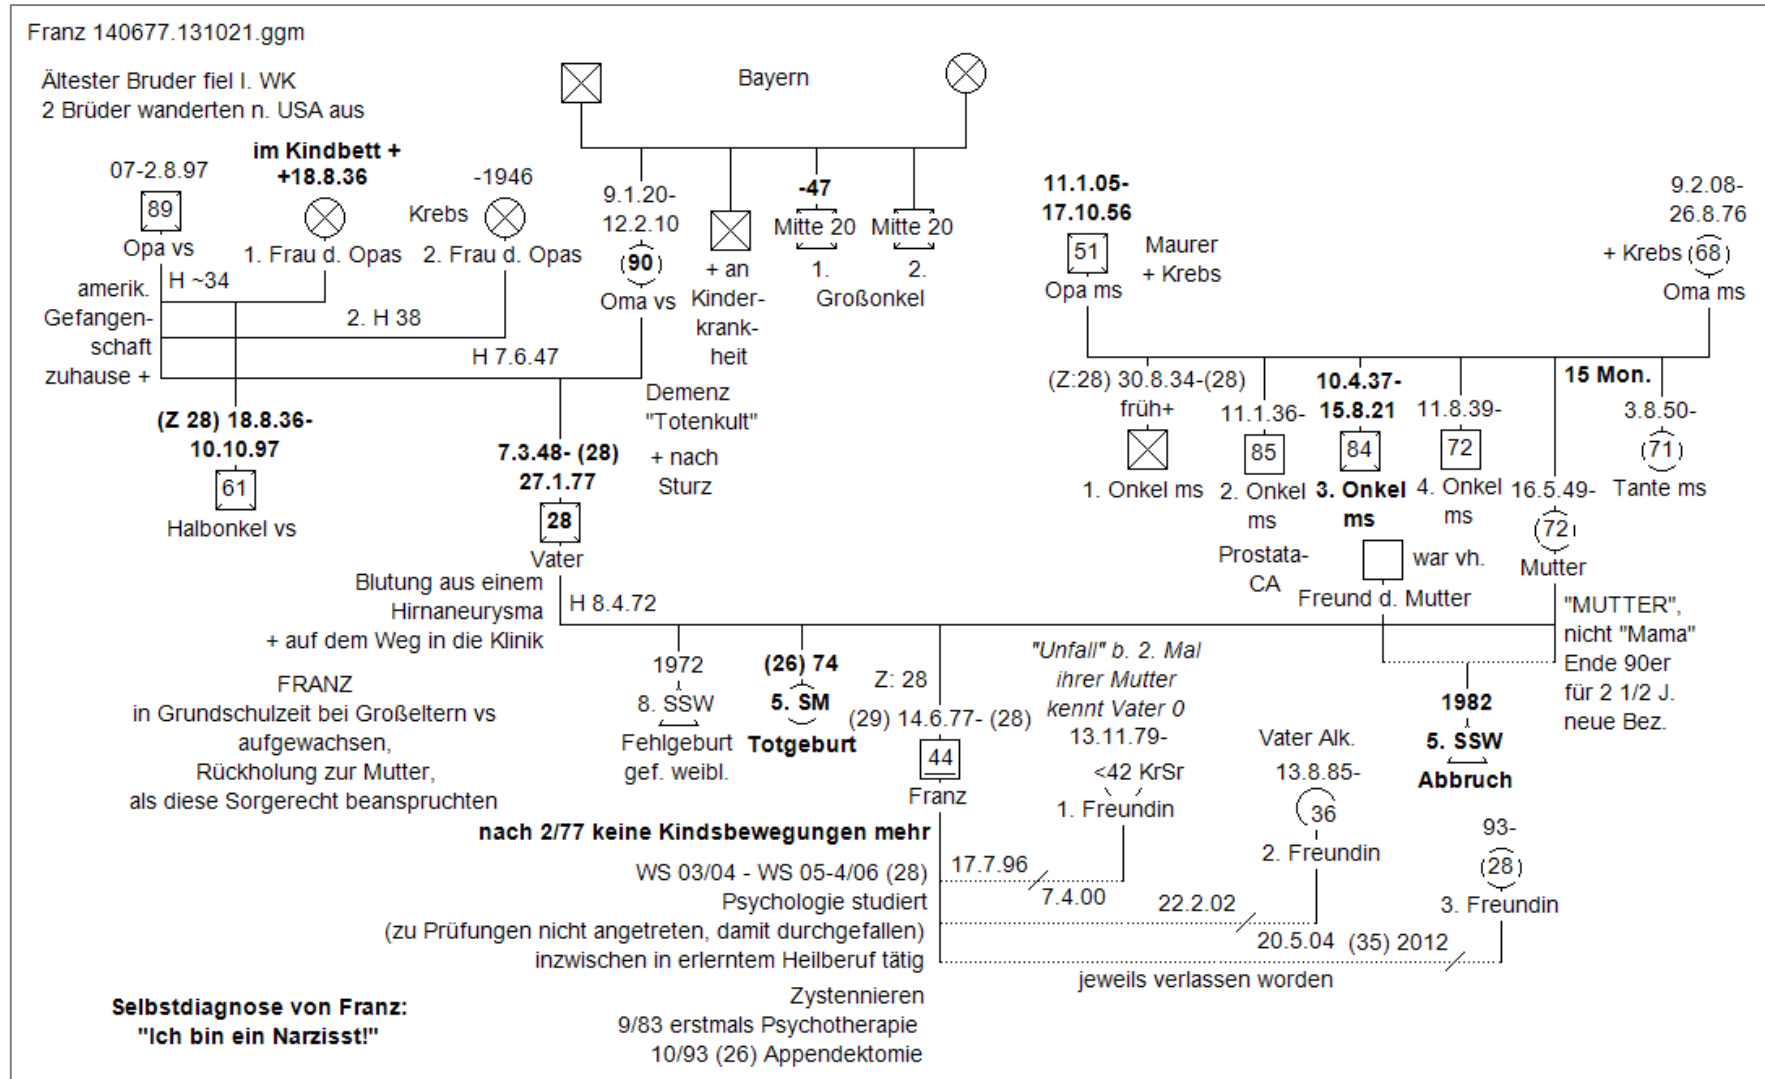 Franz 140677.131021.ggm
Ältester Bruder fiel I. WK
2 Brüder wanderten n. USA aus
Bayern
07-2.8.97
89
Opa vs
im Kindbett +
+18.8.36
1. Frau d. Opas
-1946
Krebs
2. Frau d. Opas
9.1.20-
12.2.10
90
Oma vs
+ an
Kinder-
krank-
heit
-47
Mitte 20
1.
Mitte 20
2.
Großonkel
11.1.05-
17.10.56
51
Opa ms
Maurer
+ Krebs
9.2.08-
26.8.76
+ Krebs
68
Oma ms
H ~34
amerik.
Gefangen-
schaft
zuhause +
2. H 38
H 7.6.47
Demenz
"Totenkult"
+ nach
Sturz
(Z 28) 18.8.36-
10.10.97
61
Halbonkel vs
7.3.48- (28)
27.1.77
28
Vater
Blutung aus einem
Hirnaneurysma
+ auf dem Weg in die Klinik
H 8.4.72
(Z:28) 30.8.34-(28)
früh+
1. Onkel ms
11.1.36-
85
2. Onkel
ms
Prostata-
CA
10.4.37-
15.8.21
84
3. Onkel
ms
11.8.39-
72
4. Onkel
ms
15 Mon.
16.5.49-
72
Mutter
3.8.50-
71
Tante ms
war vh.
Freund d. Mutter
"MUTTER",
nicht "Mama"
Ende 90er
für 2 1/2 J.
neue Bez.
FRANZ
in Grundschulzeit bei Großeltern vs
aufgewachsen,
Rückholung zur Mutter,
als diese Sorgerecht beanspruchten
1972
8. SSW
Fehlgeburt
gef. weibl.
(26) 74
5. SM
Totgeburt
Z: 28
(29) 14.6.77- (28)
44
Franz
"Unfall" b. 2. Mal
ihrer Mutter
kennt Vater 0
13.11.79-
<42 KrSr
1. Freundin
Vater Alk.
13.8.85-
36
2. Freundin
1982
5. SSW
Abbruch
93-
28
3. Freundin
nach 2/77 keine Kindsbewegungen mehr
WS 03/04 - WS 05-4/06 (28)
Psychologie studiert
(zu Prüfungen nicht angetreten, damit durchgefallen)
inzwischen in erlerntem Heilberuf tätig
17.7.96
7.4.00
22.2.02
20.5.04
(35) 2012
jeweils verlassen worden
Zystennieren
9/83 erstmals Psychotherapie
10/93 (26) Appendektomie
Selbstdiagnose von Franz:
"Ich bin ein Narzisst!"